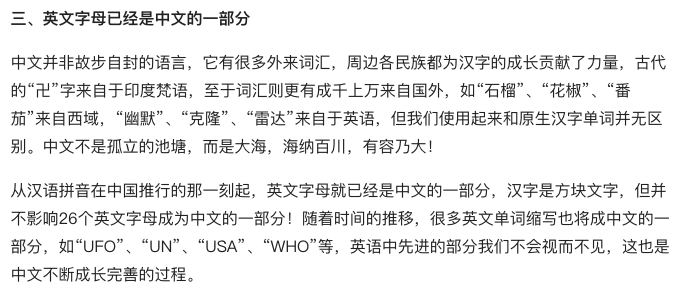 三、英文字母已经是中文的一部分
中文并非故步自封的语言，它有很多外来词汇，周边各民族都为汉字的成长贡献了力量，古代
的“卍”字来自于印度梵语，至于词汇则更有成千上万来自国外，如“石榴”、“花椒”、“番
茄”来自西域，“幽默”、“克隆”、“雷达”来自于英语，但我们使用起来和原生汉字单词并无区
别。中文不是孤立的池塘，而是大海，海纳百川，有容乃大！
从汉语拼音在中国推行的那一刻起，英文字母就已经是中文的一部分，汉字是方块文字，但并
不影响26个英文字母成为中文的一部分！随着时间的推移，很多英文单词缩写也将成中文的一
部分，如“UFO”、“UN”、“USA”、“WHO”等，英语中先进的部分我们不会视而不见，这也是
中文不断成长完善的过程。